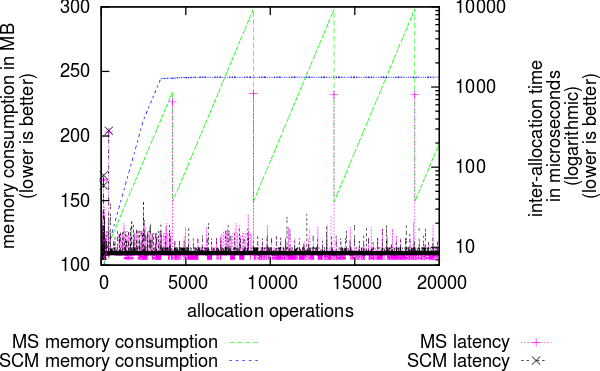 memory consumption in MB
(lower is better)
300
250
200
150
100
10000
1000
100
10
inter-allocation time
in microseconds
(logarithmic)
(lower is better)
0 5000 10000 15000 20000
allocation operations
MS memory consumption
SCM memory consumption
MS latency
SCM latency